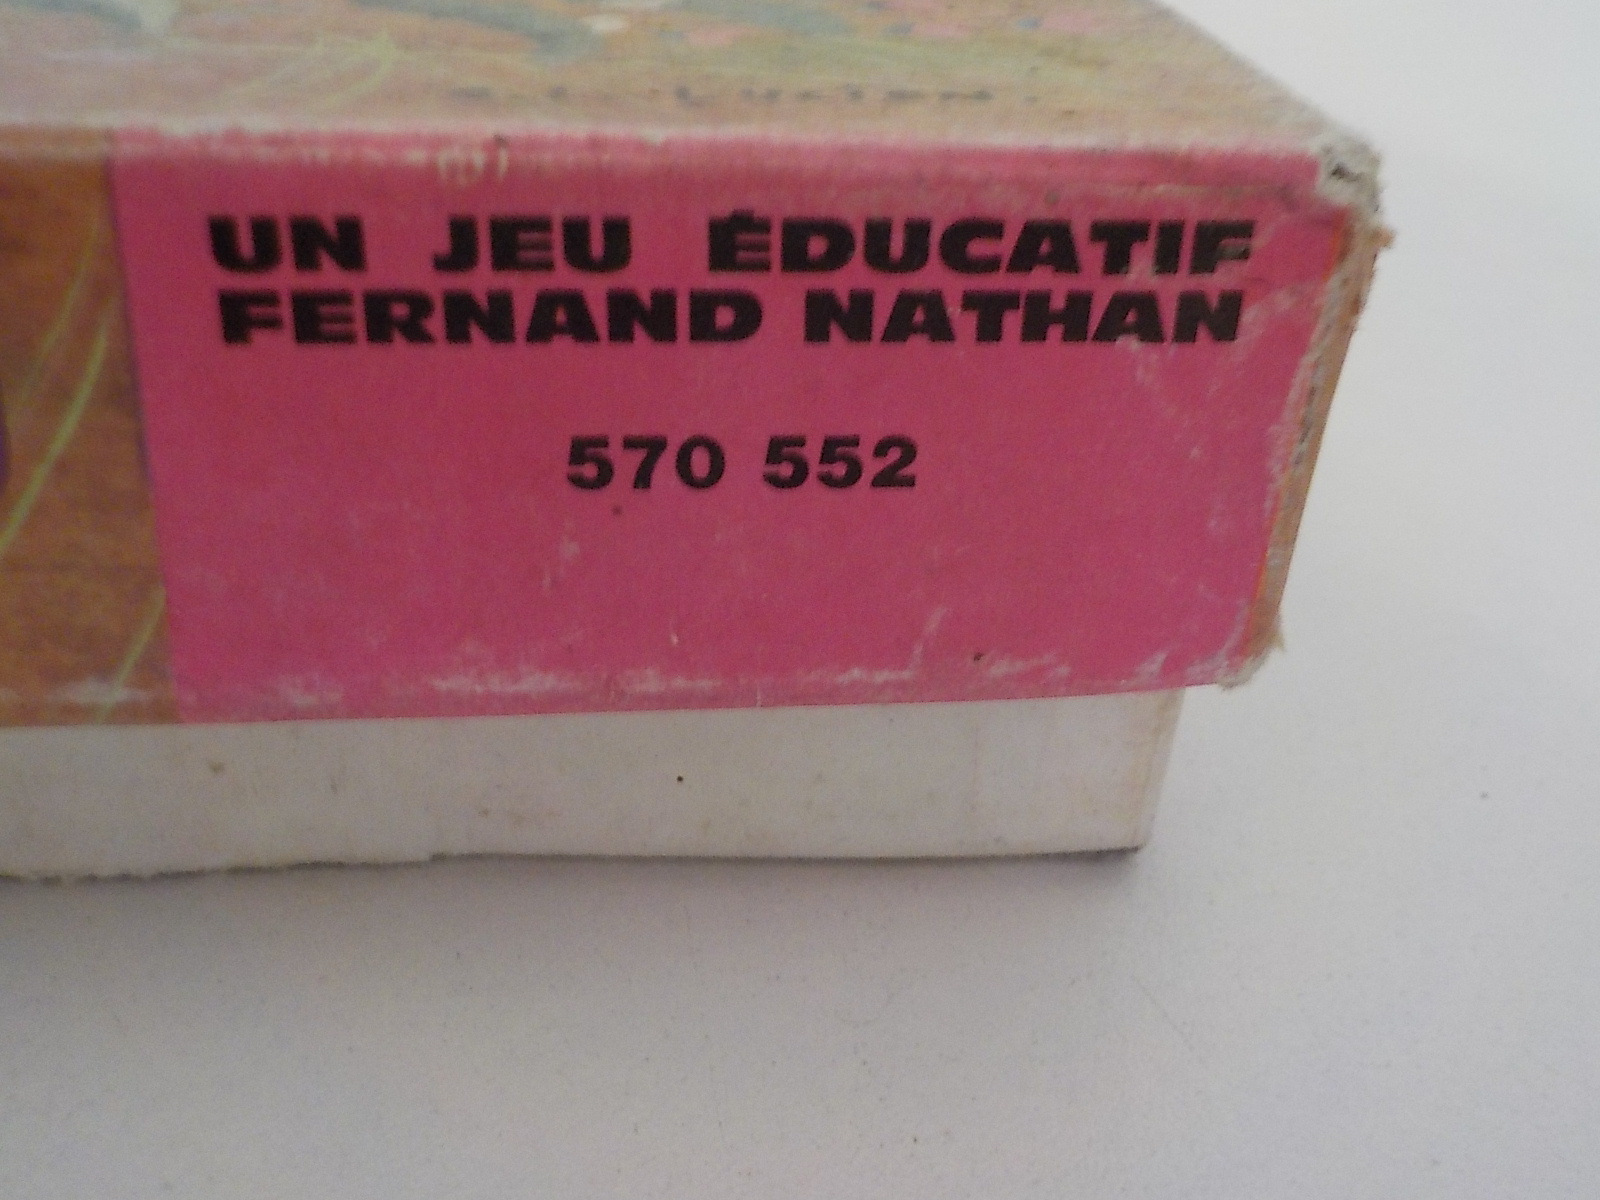 UN JEU ÉDUCATIF
FERNAND NATHAN
570 552